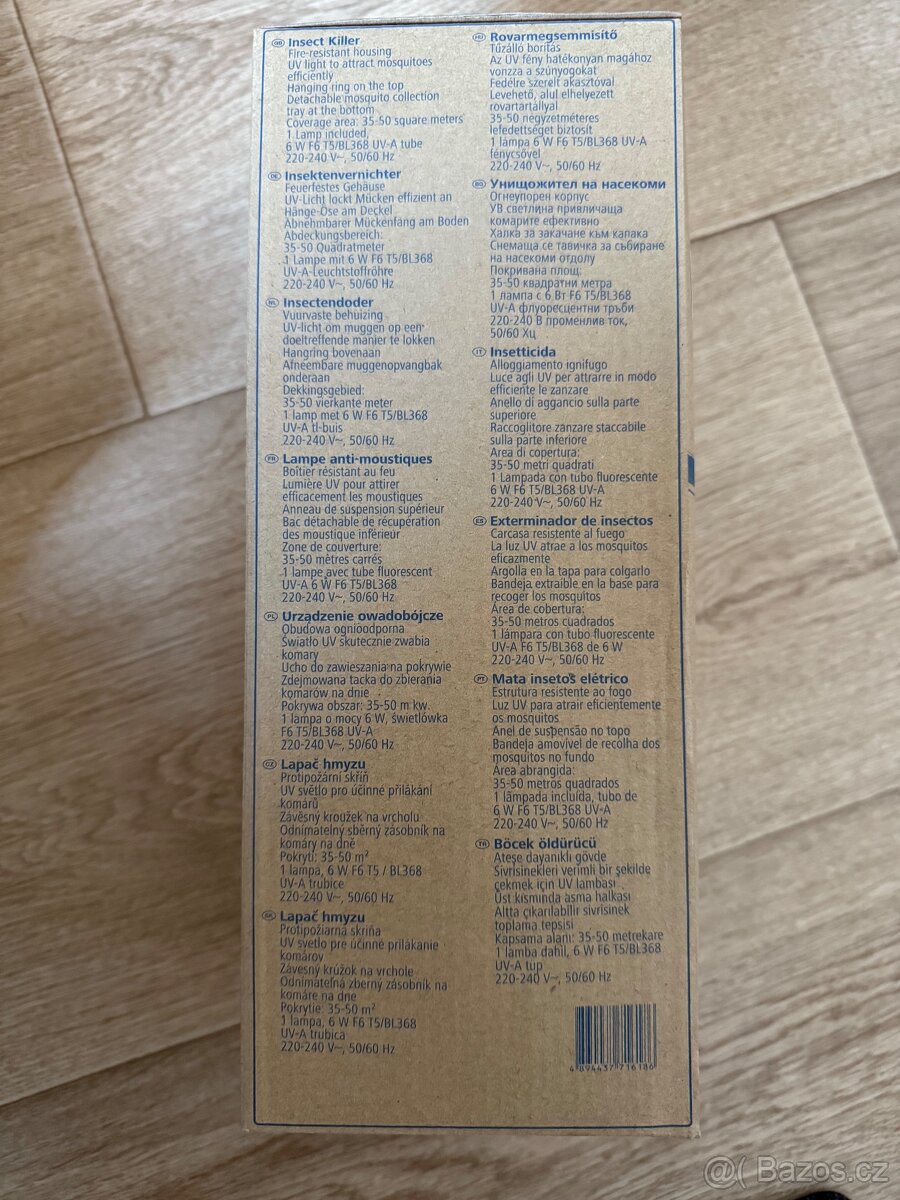 GB Insect Killer
Fire-resistant housing
UV light to attract mosquitoes
efficiently
Hanging ring on the top
Detachable mosquito collection
tray at the bottom
Coverage area: 35-50 square meters
1 Lamp included,
6 W F6 T5/BL368 UV-A tube
220-240 V~, 50/60 Hz
DE Insektenvernichter
Feuerfestes Gehäuse
UV-Licht lockt Mücken effizient an
Hänge-Öse am Deckel
Abnehmbarer Mückenfang am Boden
Abdeckungsbereich:
35-50 Quadratmeter
1 Lampe mit 6 W F6 T5/BL368
UV-A-Leuchtstoffröhre
220-240 V~, 50/60 Hz
NL Insectendoder
Vuurvaste behuizing
UV-licht om muggen op een
doeltreffende manier te lokken
Hangring bovenaan
Afneembare muggenopvangbak
onderaan
Dekkingsgebied:
35-50 vierkante meter
1 lamp met 6 W F6 T5/BL368
UV-A tl-buis
220-240 V~, 50/60 Hz
FR Lampe anti-moustiques
Boîtier résistant au feu
Lumière UV pour attirer
efficacement les moustiques
Anneau de suspension supérieur
Bac détachable de récupération
des moustique inférieur
Zone de couverture:
35-50 mètres carrés
1 lampe avec tube fluorescent
UV-A 6 W F6 T5/BL368
220-240 V~, 50/60 Hz
PL Urządzenie owadobójcze
Obudowa ognioodporna
Światło UV skutecznie zwabia
komary
Ucho do zawieszania na pokrywie
Zdejmowana tacka do zbierania
komarów na dnie
Pokrywa obszar: 35-50 m kw.
1 lampa o mocy 6 W, świetlówka
F6 T5/BL368 UV-A
220-240 V~, 50/60 Hz
CZ Lapač hmyzu
Protipožární skříň
UV světlo pro účinné přilákání
komárů
Závěsný kroužek na vrcholu
Odnímatelný sběrný zásobník na
komáry na dně
Pokrytí: 35-50 m²
1 lampa, 6 W F6 T5 / BL368
UV-A trubice
220-240 V~, 50/60 Hz
SK Lapač hmyzu
Protipožiarna skriňa
UV svetlo pre účinné prilákanie
komárov
Závesný krúžok na vrchole
Odnímateľná zberný zásobník na
komáre na dne
Pokrytie: 35-50 m²
1 lampa, 6 W F6 T5/BL368
UV-A trubica
220-240 V~, 50/60 Hz
HU Rovarmegsemmisítő
Tűzálló borítás
Az UV fény hatékonyan magához
vonzza a szúnyogokat
Fedélre szerelt akasztóval
Levehető, alul elhelyezett
rovartartállyal
35-50 négyzetméteres
lefedettséget biztosít
1 lámpa 6 W F6 T5/BL368 UV-A
fénycsővel
220-240 V~, 50/60 Hz
BG Унищожител на насекоми
Огнеупорен корпус
УВ светлина привличаща
комарите ефективно
Халка за закачане към капака
Снемаща се тавичка за събиране
на насекоми отдолу
Покривана площ:
35-50 квадратни метра
1 лампа с 6 Вт F6 T5/BL368
UV-A флуоресцентни тръби
220-240 В променлив ток,
50/60 Хц
IT Insetticida
Alloggiamento ignifugo
Luce agli UV per attrarre in modo
efficiente le zanzare
Anello di aggancio sulla parte
superiore
Raccoglitore zanzare staccabile
sulla parte inferiore
Area di copertura:
35-50 metri quadrati
1 Lampada con tubo fluorescente
6 W F6 T5/BL368 UV-A
220-240 V~, 50/60 Hz
ES Exterminador de insectos
Carcasa resistente al fuego
La luz UV atrae a los mosquitos
eficazmente
Argolla en la tapa para colgarlo
Bandeja extraíble en la base para
recoger los mosquitos
Área de cobertura:
35-50 metros cuadrados
1 lámpara con tubo fluorescente
UV-A F6 T5/BL368 de 6 W
220-240 V~, 50/60 Hz
PT Mata insetos elétrico
Estrutura resistente ao fogo
Luz UV para atrair eficientemente
os mosquitos
Anel de suspensão no topo
Bandeja amovível de recolha dos
mosquitos no fundo
Área abrangida:
35-50 metros quadrados
1 lâmpada incluída, tubo de
6 W F6 T5/BL368 UV-A
220-240 V~, 50/60 Hz
TR Böcek öldürücü
Ateşe dayanıklı gövde
Sivrisinekleri verimli bir şekilde
çekmek için UV lambası
Üst kısmında asma halkası
Altta çıkarılabilir sivrisinek
toplama tepsisi
Kapsama alanı: 35-50 metrekare
1 lamba dahil, 6 W F6 T5/BL368
UV-A tüp
220-240 V~, 50/60 Hz
4 894437 716186
@( Bazos.cz